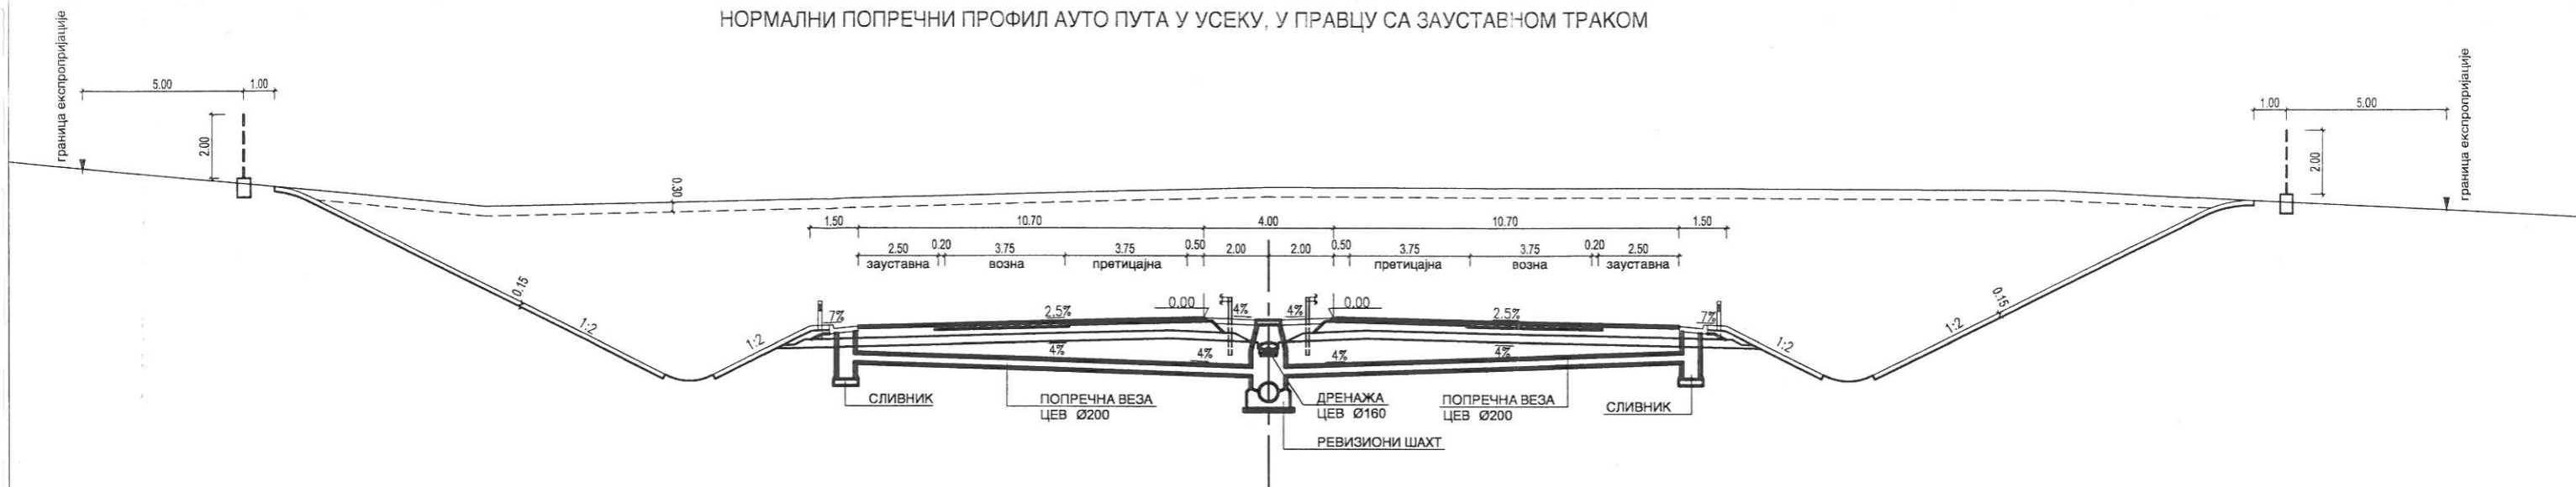 НОРМАЛНИ ПОПРЕЧНИ ПРОФИЛ АУТО ПУТА У УСЕКУ, У ПРАВЦУ СА ЗАУСТАВНОМ ТРАКОМ
граница експропријације
граница експропријације
5.00 1.00
1.00 5.00
2.00
2.00
0.30
1.50 10.70 4.00 10.70 1.50
2.50 0.20 3.75 3.75 0.50 2.00 2.00 0.50 3.75 3.75 0.20 2.50
зауставна возна претицајна претицајна возна зауставна
0.15 0.15
7% 2.5% 0.00 4% 4% 0.00 2.5% 7%
1:2 1:2 1:2 1:2
4% 4% 4% 4%
СЛИВНИК
ПОПРЕЧНА ВЕЗА
ЦЕВ Ø200
ДРЕНАЖА
ЦЕВ Ø160
ПОПРЕЧНА ВЕЗА
ЦЕВ Ø200
СЛИВНИК
РЕВИЗИОНИ ШАХТ